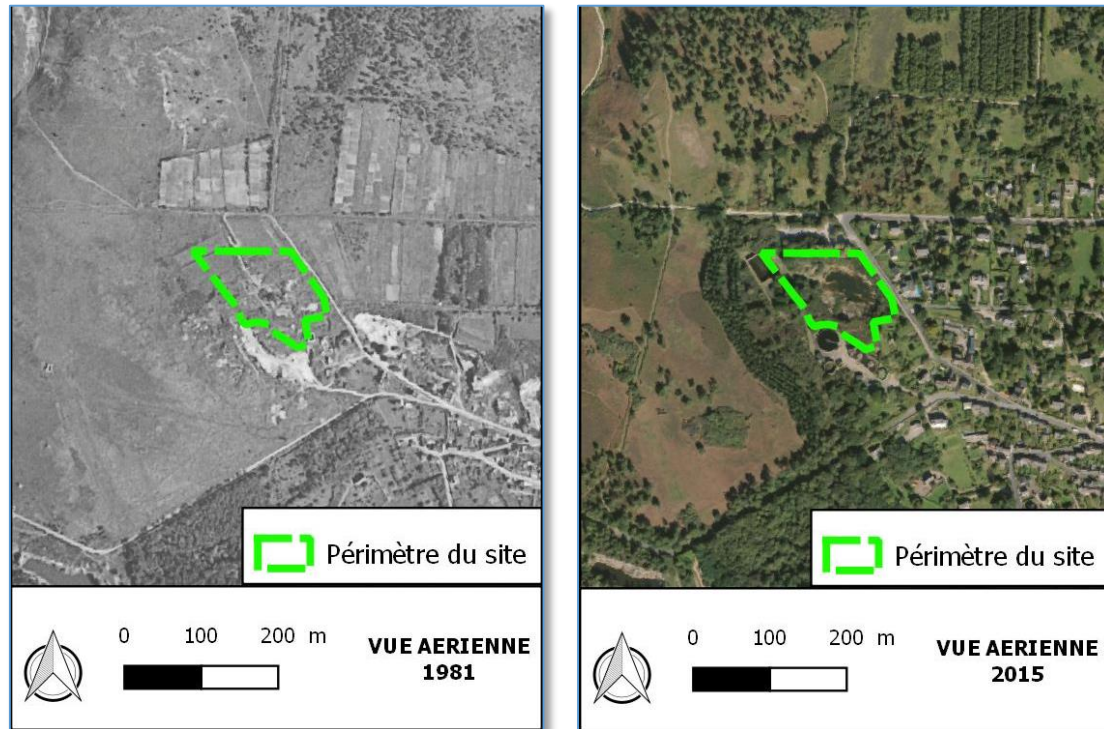 Périmètre du site
0 100 200 m
VUE AERIENNE
1981
Périmètre du site
0 100 200 m
VUE AERIENNE
2015